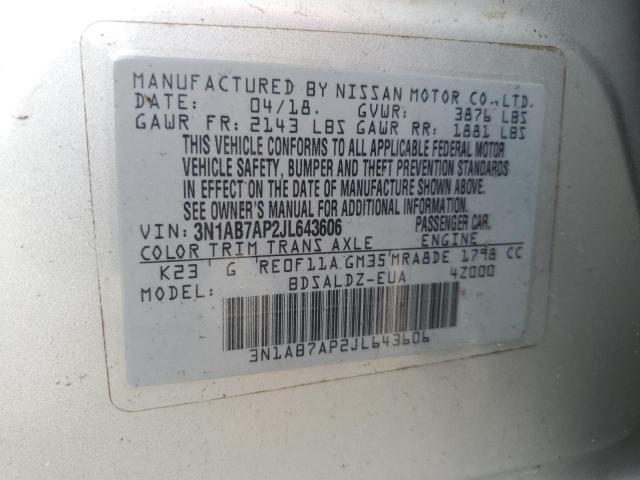 MANUFACTURED BY NISSAN MOTOR CO.,LTD.
DATE: 04/18. GVWR: 3876 LBS
GAWR FR: 2143 LBS GAWR RR: 1881 LBS
THIS VEHICLE CONFORMS TO ALL APPLICABLE FEDERAL MOTOR
VEHICLE SAFETY, BUMPER AND THEFT PREVENTION STANDARDS
IN EFFECT ON THE DATE OF MANUFACTURE SHOWN ABOVE.
SEE OWNER'S MANUAL FOR ADDITIONAL INFORMATION
VIN: 3N1AB7AP2JL643606 PASSENGER CAR.
COLOR TRIM TRANS AXLE ENGINE
K23 G RE0F11A GM35 MRA8DE 1798 CC
MODEL: BDSALDZ-EUA 4Z000
3N1AB7AP2JL643606